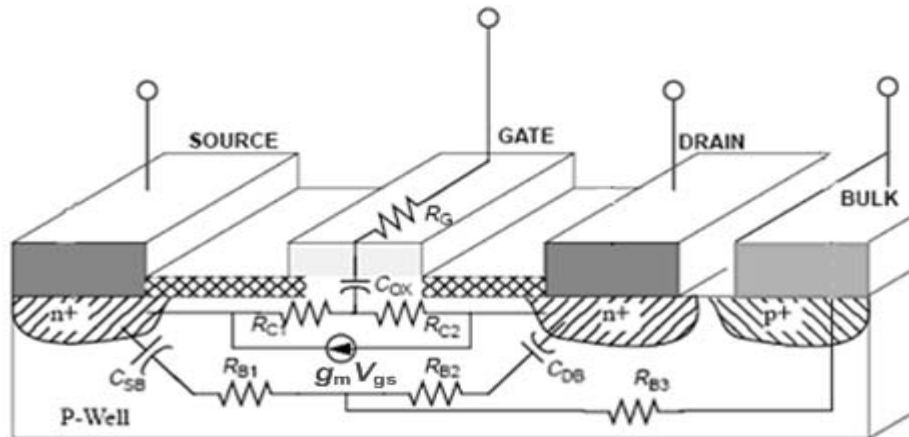 SOURCE
GATE
DRAIN
BULK
R_G
C_OX
n+
R_C1
R_C2
n+
p+
C_SB
R_B1
g_m V_gs
R_B2
C_DB
R_B3
P-Well